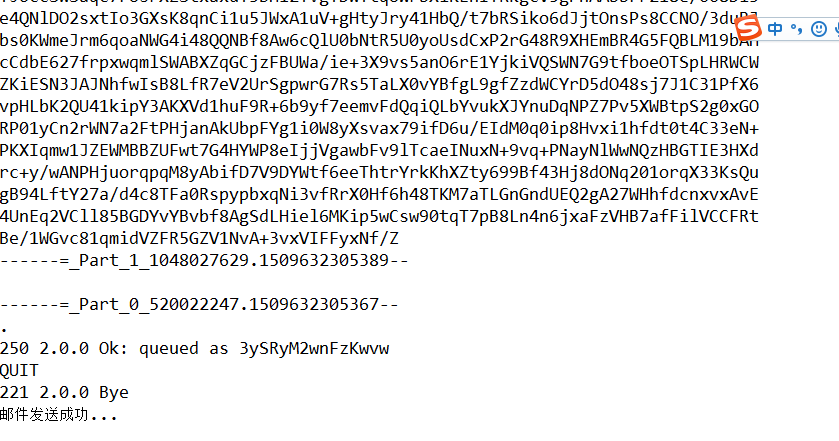 e4QNlDO2sxtIo3GXsK8qnCi1u5JWxA1uV+gHtyJry41HbQ/t7bRSiko6dJjtOnsPs8CCNO/3du
bs0KWmeJrm6qoaNWG4i48QQNBf8Aw6cQlU0bNtR5U0yoUsdCxP2rG48R9XHEmBR4G5FQBLM19b
cCdbE627frpxwqmlSWABXZqGCjzFBUWa/ie+3X9vs5anO6rE1YjkiVQSWN7G9tfboeOTSpLHRWCW
ZKiESN3JAJNhfwIsB8LfR7eV2UrSgpwrG7Rs5TaLX0vYBfgL9gfZzdWCYrD5dO48sj7J1C31PfX6
vpHLbK2QU41kipY3AKXVd1huF9R+6b9yf7eemvFdQqiQLbYvukXJYnuDqNPZ7Pv5XWBtpS2g0xGO
RP01yCn2rWN7a2FtPHjanAkUbpFYg1i0W8yXsvax79ifD6u/EIdM0q0ip8Hvxi1hfdt0t4C33eN+
PKXIqmw1JZEWMBBZUFwt7G4HYWP8eIjjVgawbFv9lTcaeINuxN+9vq+PNayNlWwNQzHBGTIE3HXd
rc+y/wANPHjuorqpqM8yAbifD7V9DYWtf6eeThtrYrkKhXZty699Bf43Hj8dONq201orqX33KsQu
gB94LftY27a/d4c8TFa0RspypbxqNi3vfRrX0Hf6h48TKM7aTLGnGndUEQ2gA27WHhfdcnxvxAvE
4UnEq2VCll85BGDYvYBvbf8AgSdLHiel6MKip5wCsw90tqT7pB8Ln4n6jxaFzVHB7afFilVCCFRt
Be/1WGvc81qmidVZFR5GZV1NvA+3vxVIFFyxNf/Z
------=_Part_1_1048027629.1509632305389--
------=_Part_0_520022247.1509632305367--
.
250 2.0.0 Ok: queued as 3ySRyM2wnFzKwvw
QUIT
221 2.0.0 Bye
邮件发送成功...
S 中